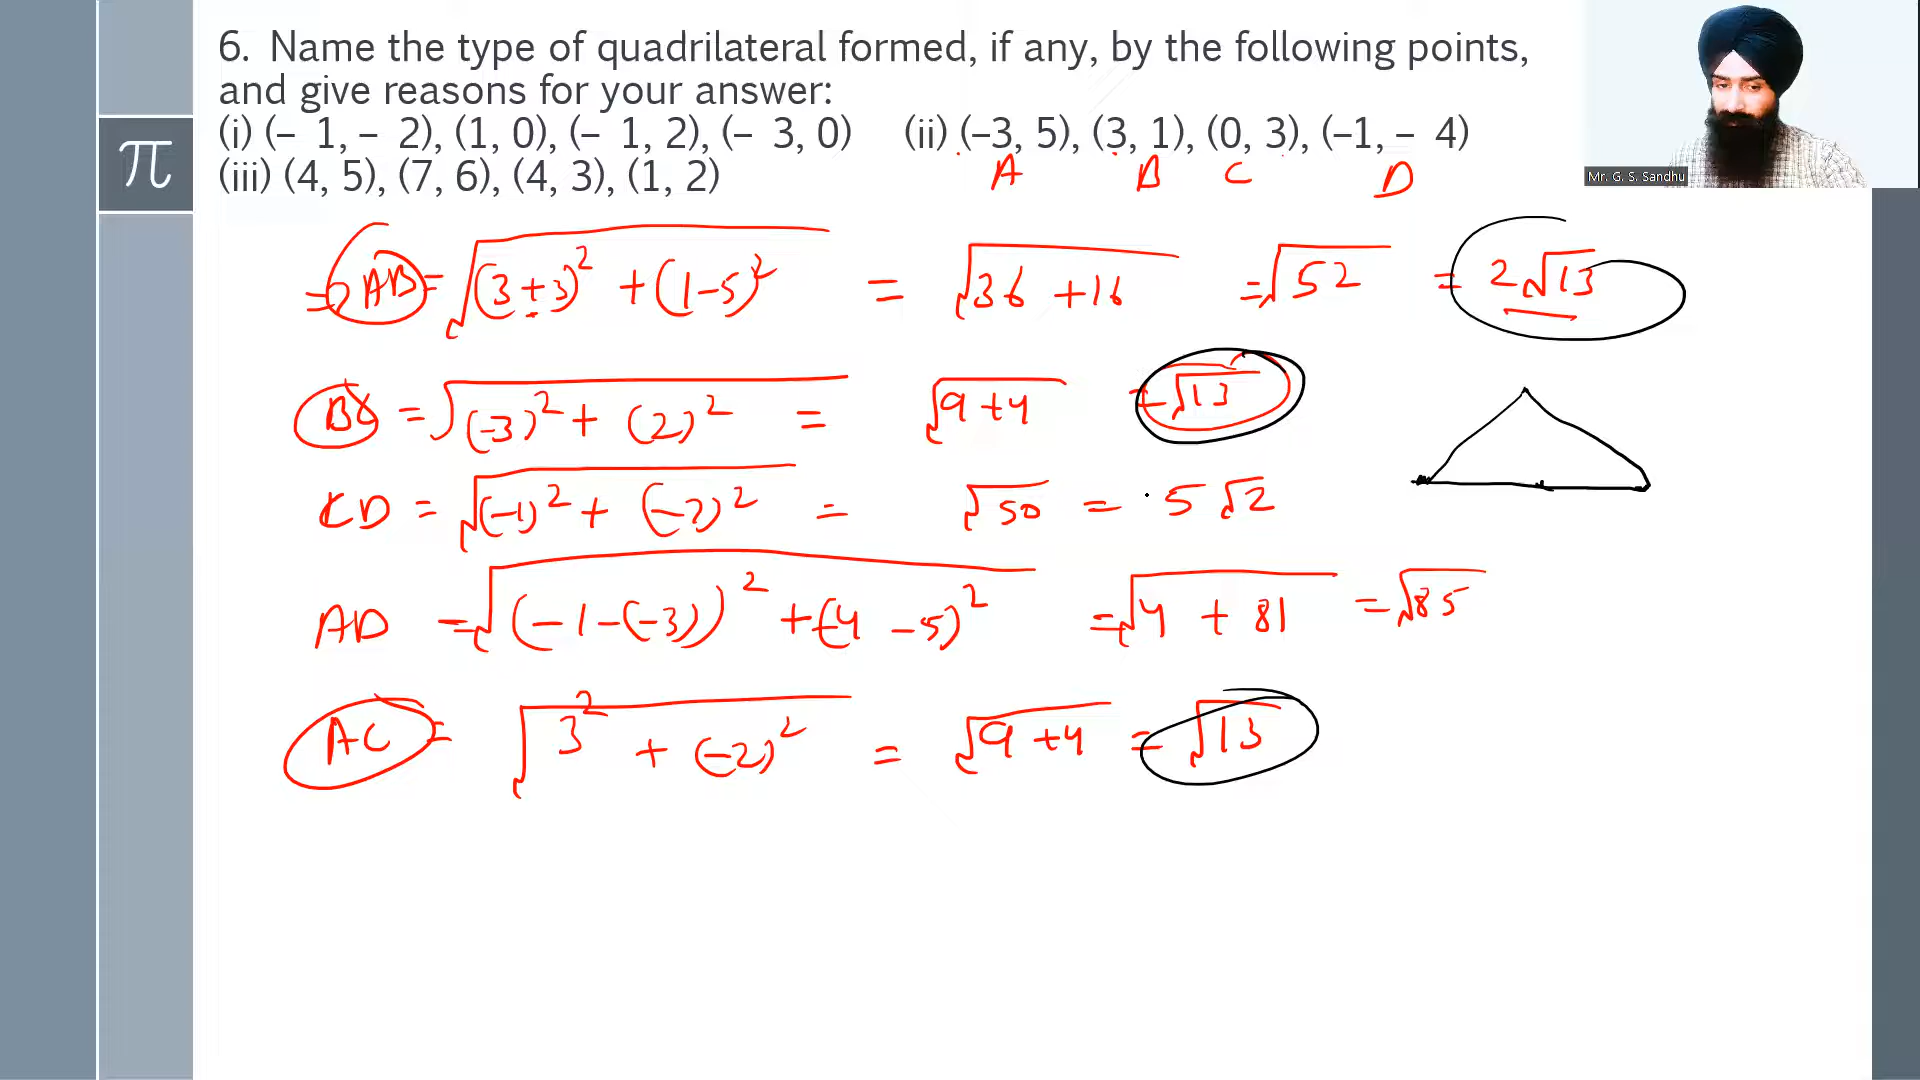 6. Name the type of quadrilateral formed, if any, by the following points,
and give reasons for your answer:
(i) (– 1, – 2), (1, 0), (– 1, 2), (– 3, 0) (ii) (–3, 5), (3, 1), (0, 3), (–1, – 4)
(iii) (4, 5), (7, 6), (4, 3), (1, 2)
A B C D
π
Mr. G. S. Sandhu
⇒ AB = √((3+3)² + (1-5)²) = √(36+16) = √52 = 2√13
BC = √((-3)² + (2)²) = √(9+4) = √13
CD = √((-1)² + (-7)²) = √50 = 5√2
AD = √((-1-(-3))² + (-4-5)²) = √(4+81) = √85
AC = √(3² + (-2)²) = √(9+4) = √13